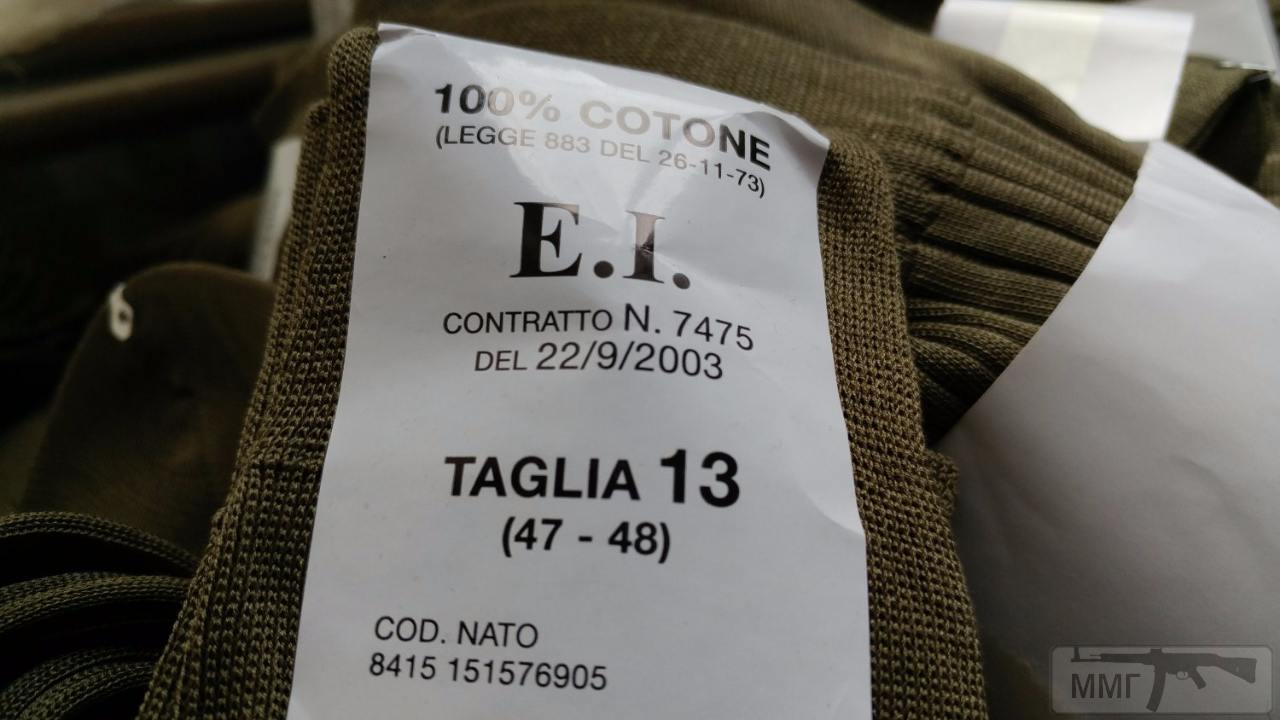 100% COTONE
(LEGGE 883 DEL 26-11-73)
E.I.
CONTRATTO N. 7475
DEL 22/9/2003
TAGLIA 13
(47 - 48)
COD. NATO
8415 151576905
ММГ